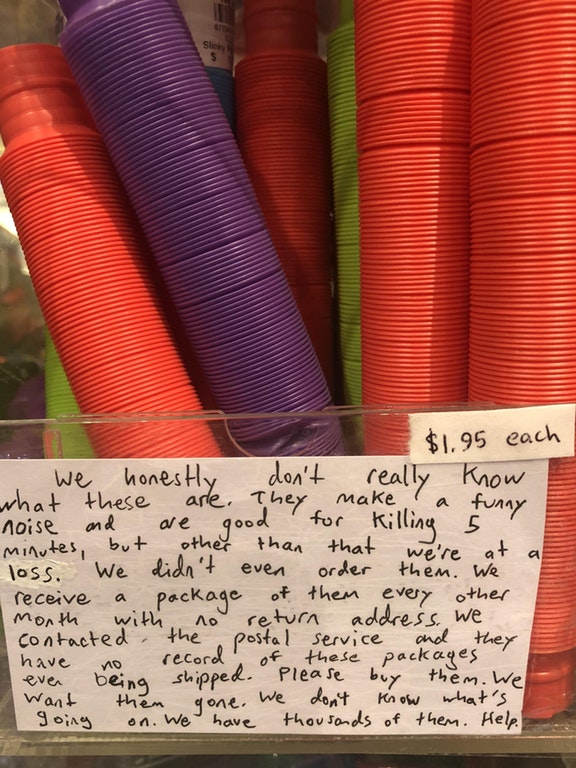 Slinky
$
$1.95 each
We honestly don't really know
what these are. They make a funny
noise and are good for killing 5
minutes, but other than that we're at a
loss. We didn't even order them. We
receive a package of them every other
month with no return address. We
contacted the postal service and they
have no record of these packages
ever being shipped. Please buy them. We
want them gone. We don't know what's
going on. We have thousands of them. Help.